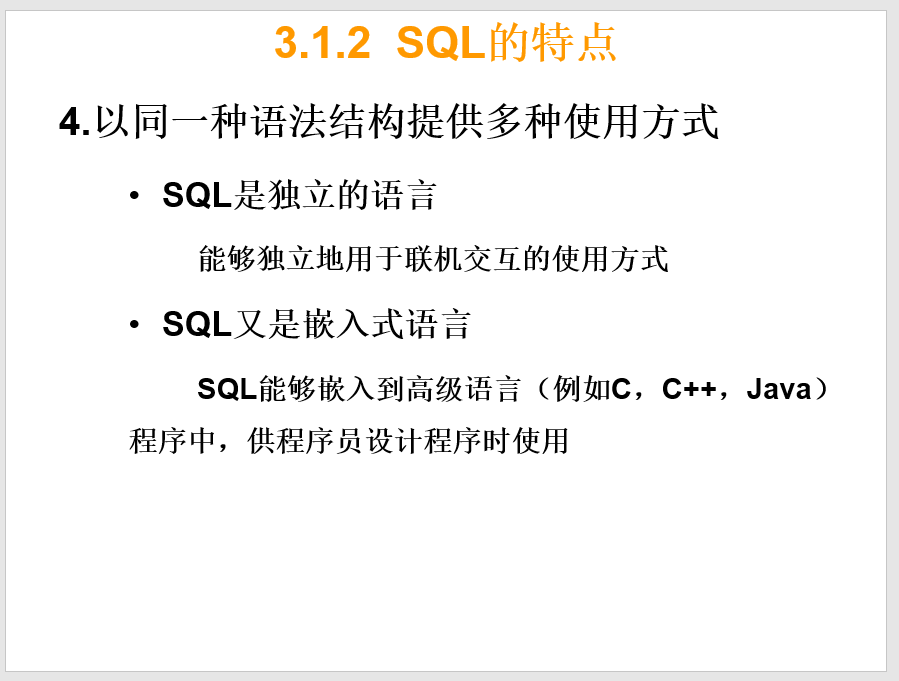 3.1.2 SQL的特点
4.以同一种语法结构提供多种使用方式
• SQL是独立的语言
能够独立地用于联机交互的使用方式
• SQL又是嵌入式语言
SQL能够嵌入到高级语言（例如C，C++，Java）
程序中，供程序员设计程序时使用